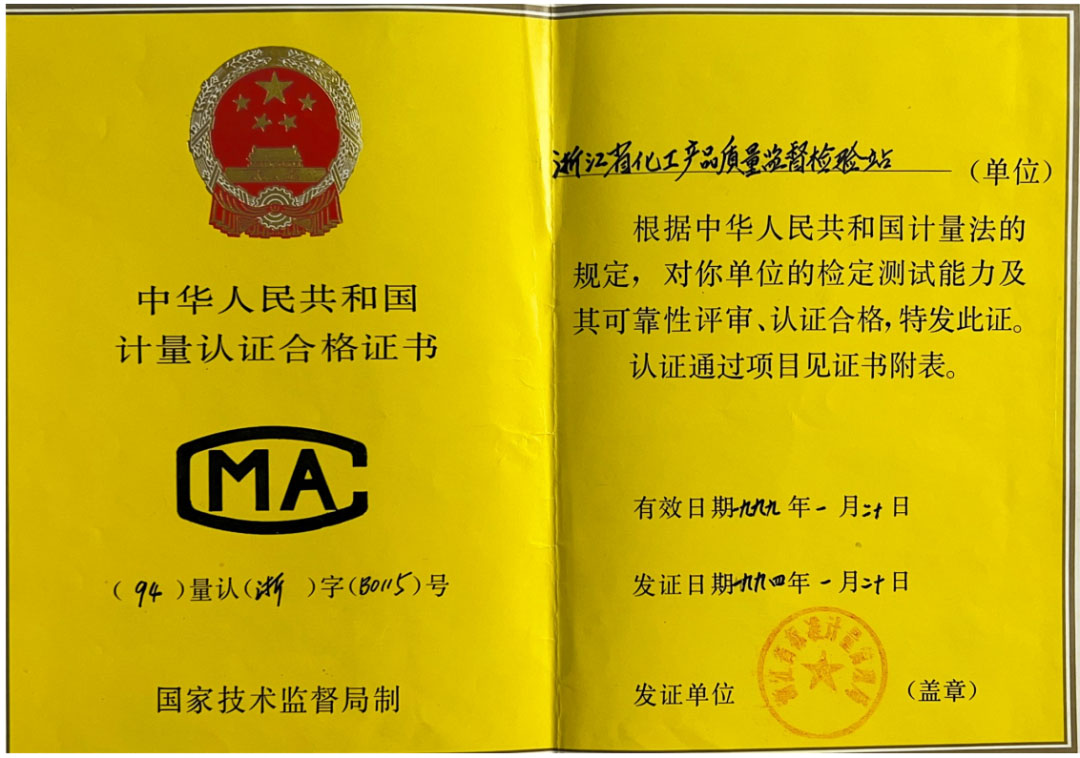 中华人民共和国
计量认证合格证书
CMA
(94)量认(浙)字(B0115)号
国家技术监督局制
浙江省化工产品质量监督检验站(单位)
根据中华人民共和国计量法的
规定，对你单位的检定测试能力及
其可靠性评审、认证合格，特发此证。
认证通过项目见证书附表。
有效日期一九九九年一月二十日
发证日期一九九四年一月二十日
发证单位(盖章)